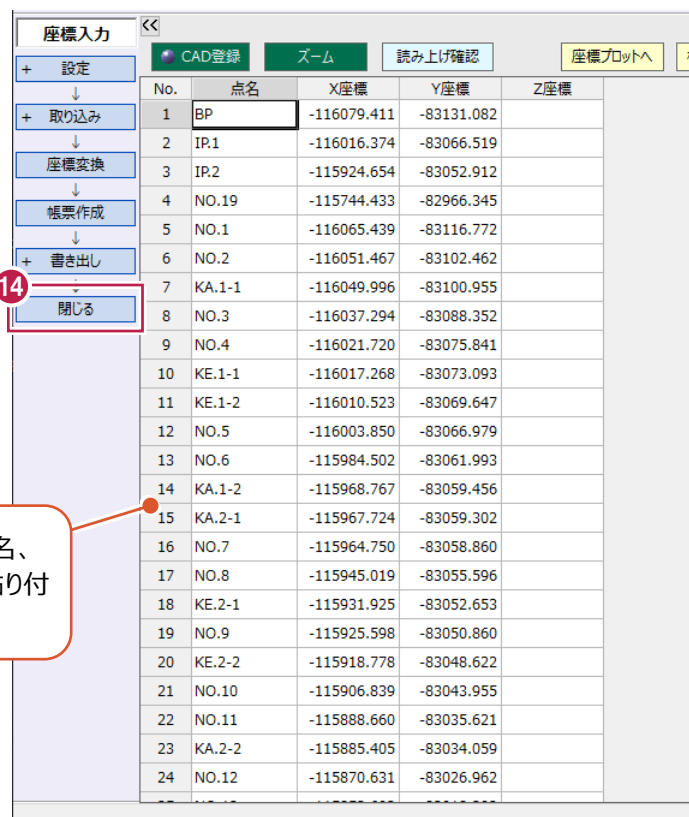 座標入力
<<
CAD登録 ズーム 読み上げ確認 座標プロットへ
+ 設定
↓
+ 取り込み
↓
座標変換
↓
帳票作成
↓
+ 書き出し
↓
14
閉じる
No. 点名 X座標 Y座標 Z座標
1 BP -116079.411 -83131.082
2 IP.1 -116016.374 -83066.519
3 IP.2 -115924.654 -83052.912
4 NO.19 -115744.433 -82966.345
5 NO.1 -116065.439 -83116.772
6 NO.2 -116051.467 -83102.462
7 KA.1-1 -116049.996 -83100.955
8 NO.3 -116037.294 -83088.352
9 NO.4 -116021.720 -83075.841
10 KE.1-1 -116017.268 -83073.093
11 KE.1-2 -116010.523 -83069.647
12 NO.5 -116003.850 -83066.979
13 NO.6 -115984.502 -83061.993
14 KA.1-2 -115968.767 -83059.456
15 KA.2-1 -115967.724 -83059.302
16 NO.7 -115964.750 -83058.860
17 NO.8 -115945.019 -83055.596
18 KE.2-1 -115931.925 -83052.653
19 NO.9 -115925.598 -83050.860
20 KE.2-2 -115918.778 -83048.622
21 NO.10 -115906.839 -83043.955
22 NO.11 -115888.660 -83035.621
23 KA.2-2 -115885.405 -83034.059
24 NO.12 -115870.631 -83026.962
名、
貼り付